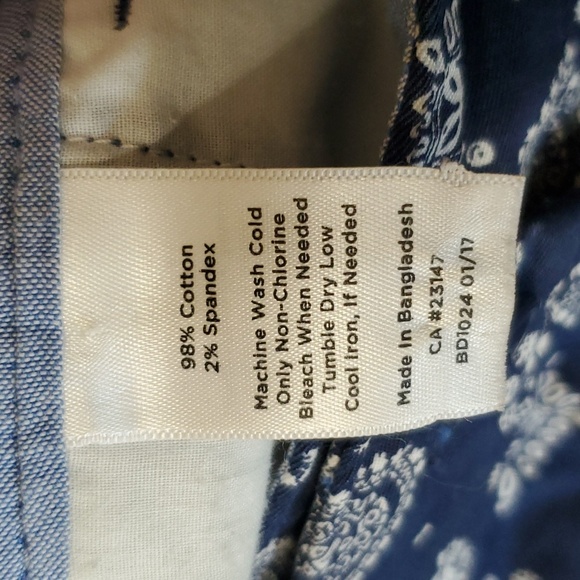 98% Cotton
2% Spandex
Machine Wash Cold
Only Non-Chlorine
Bleach When Needed
Tumble Dry Low
Cool Iron, If Needed
Made In Bangladesh
CA #23147
BD1024 01/17